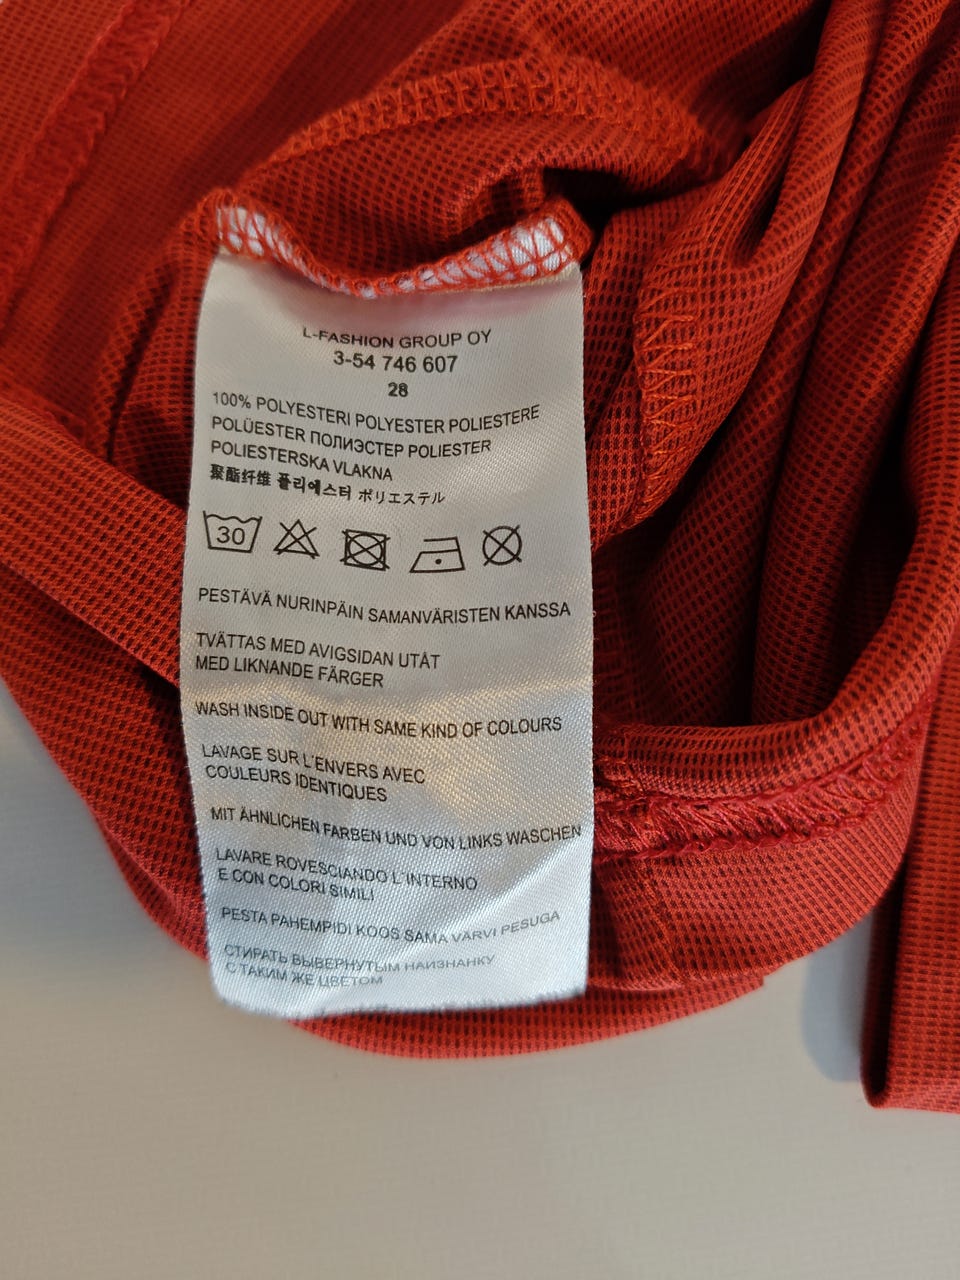 L-FASHION GROUP OY
3-54 746 607
28
100% POLYESTERI POLYESTER POLIESTERE
POLÜESTER ПОЛИЭСТЕР POLIESTER
POLIESTERSKA VLAKNA
聚酯纤维 폴리에스터 ポリエステル
30
PESTÄVÄ NURINPÄIN SAMANVÄRISTEN KANSSA
TVÄTTAS MED AVIGSIDAN UTÅT
MED LIKNANDE FÄRGER
WASH INSIDE OUT WITH SAME KIND OF COLOURS
LAVAGE SUR L´ENVERS AVEC
COULEURS IDENTIQUES
MIT ÄHNLICHEN FARBEN UND VON LINKS WASCHEN
LAVARE ROVESCIANDO L´INTERNO
E CON COLORI SIMILI
PESTA PAHEMPIDI KOOS SAMA VÄRVI PESUGA
СТИРАТЬ ВЫВЕРНУТЫМ НАИЗНАНКУ
С ТАКИМ ЖЕ ЦВЕТОМ